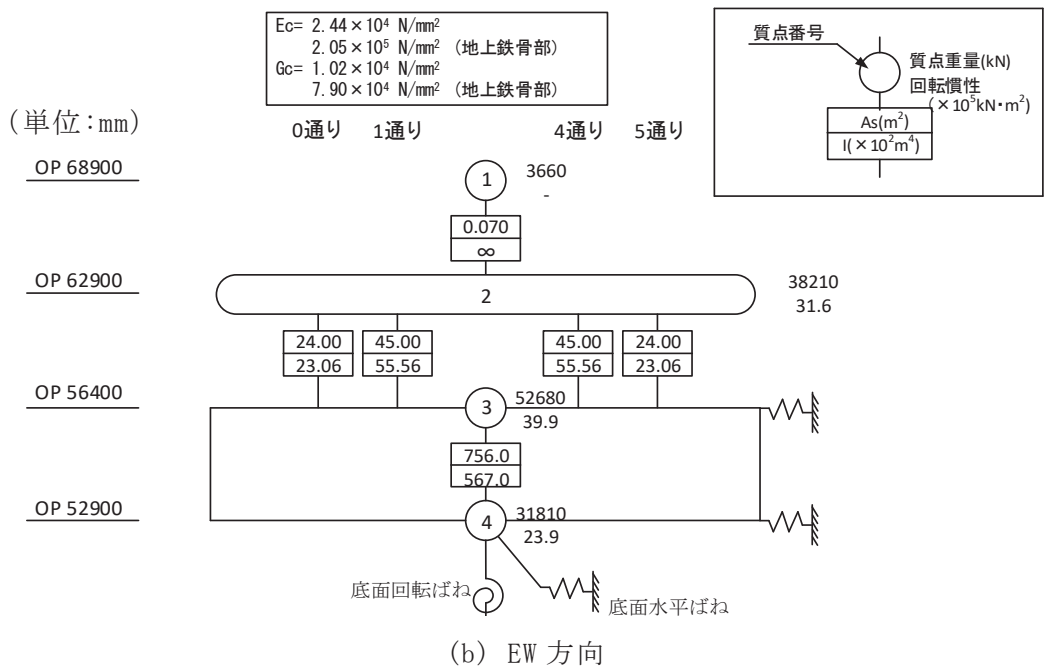 Ec= 2.44×10⁴ N/mm²
2.05×10⁵ N/mm² (地上鉄骨部)
Gc= 1.02×10⁴ N/mm²
7.90×10⁴ N/mm² (地上鉄骨部)
質点番号
質点重量(kN)
回転慣性
(×10⁵kN・m²)
As(m²)
I(×10²m⁴)
(単位:mm)
0通り 1通り 4通り 5通り
OP 68900
1
3660
-
0.070
∞
OP 62900
2
38210
31.6
24.00 45.00 45.00 24.00
23.06 55.56 55.56 23.06
OP 56400
3
52680
39.9
756.0
567.0
OP 52900
4
31810
23.9
底面回転ばね
底面水平ばね
(b) EW 方向